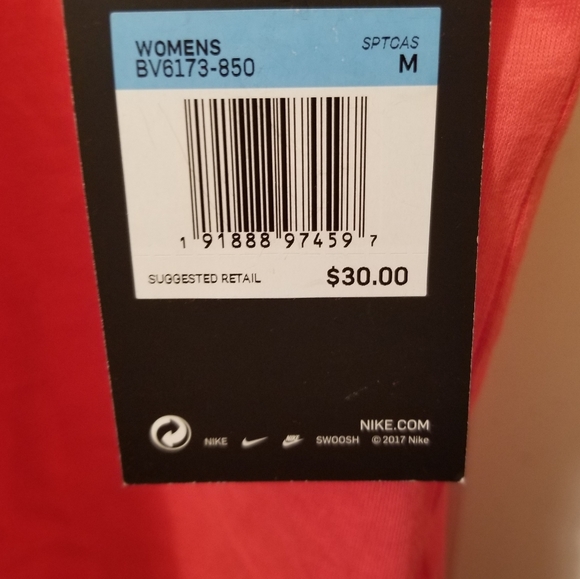 WOMENS SPTCAS
BV6173-850 M
1 91888 97459 7
SUGGESTED RETAIL $30.00
NIKE.COM
NIKE SWOOSH © 2017 Nike